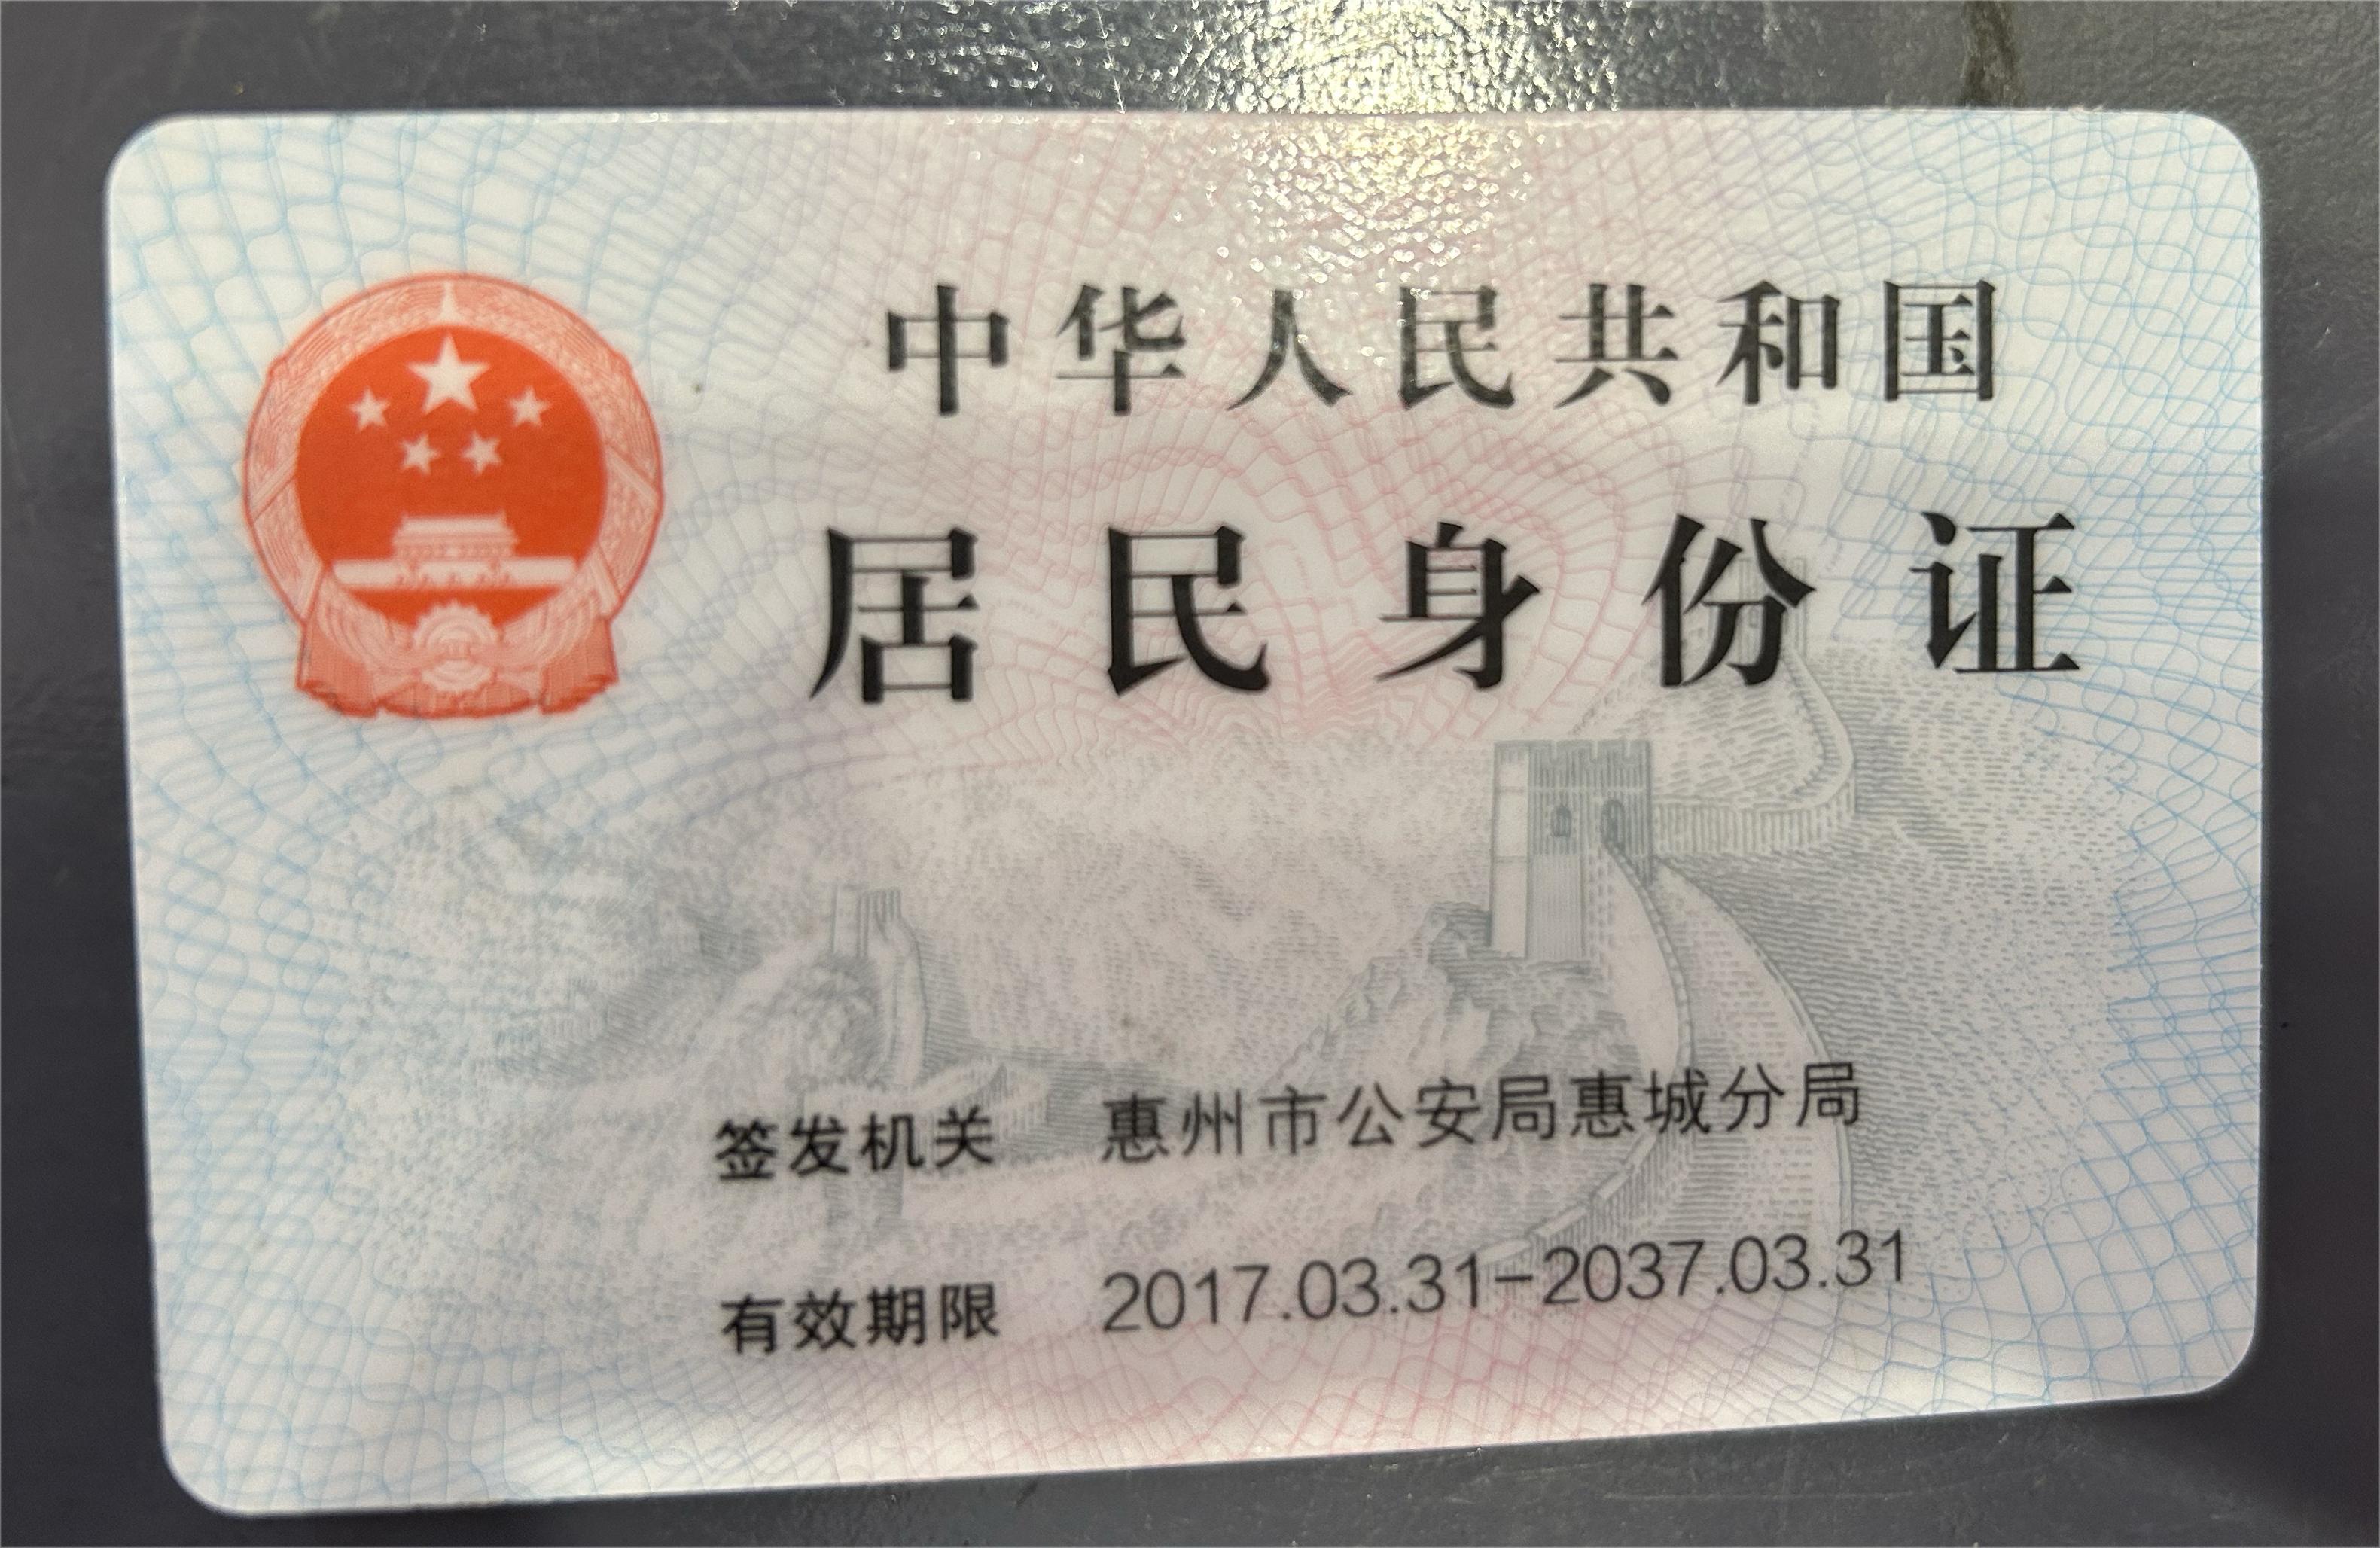 中华人民共和国
居民身份证
签发机关 惠州市公安局惠城分局
有效期限 2017.03.31-2037.03.31